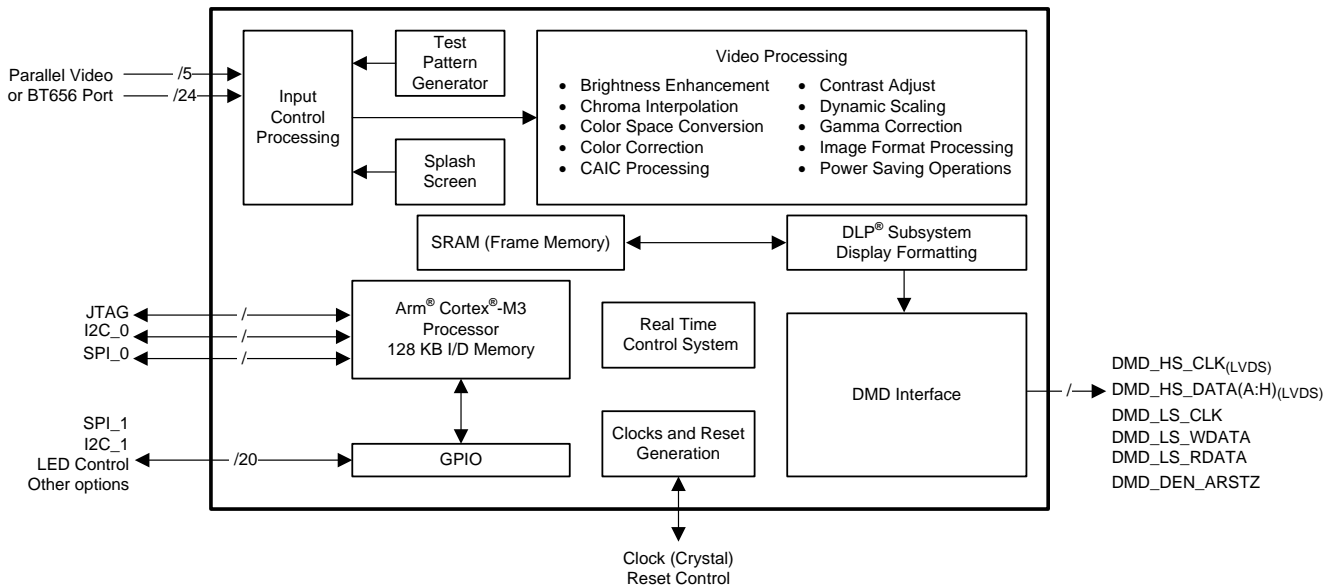 Parallel Video
or BT656 Port
/5
/24
Input
Control
Processing
Test
Pattern
Generator
Splash
Screen
Video Processing
• Brightness Enhancement
• Chroma Interpolation
• Color Space Conversion
• Color Correction
• CAIC Processing
• Contrast Adjust
• Dynamic Scaling
• Gamma Correction
• Image Format Processing
• Power Saving Operations
SRAM (Frame Memory)
DLP® Subsystem
Display Formatting
JTAG
I2C_0
SPI_0
/
/
/
Arm® Cortex®-M3
Processor
128 KB I/D Memory
Real Time
Control System
DMD Interface
/
DMD_HS_CLK(LVDS)
DMD_HS_DATA(A:H)(LVDS)
DMD_LS_CLK
DMD_LS_WDATA
DMD_LS_RDATA
DMD_DEN_ARSTZ
SPI_1
I2C_1
LED Control
Other options
/20
GPIO
Clocks and Reset
Generation
Clock (Crystal)
Reset Control